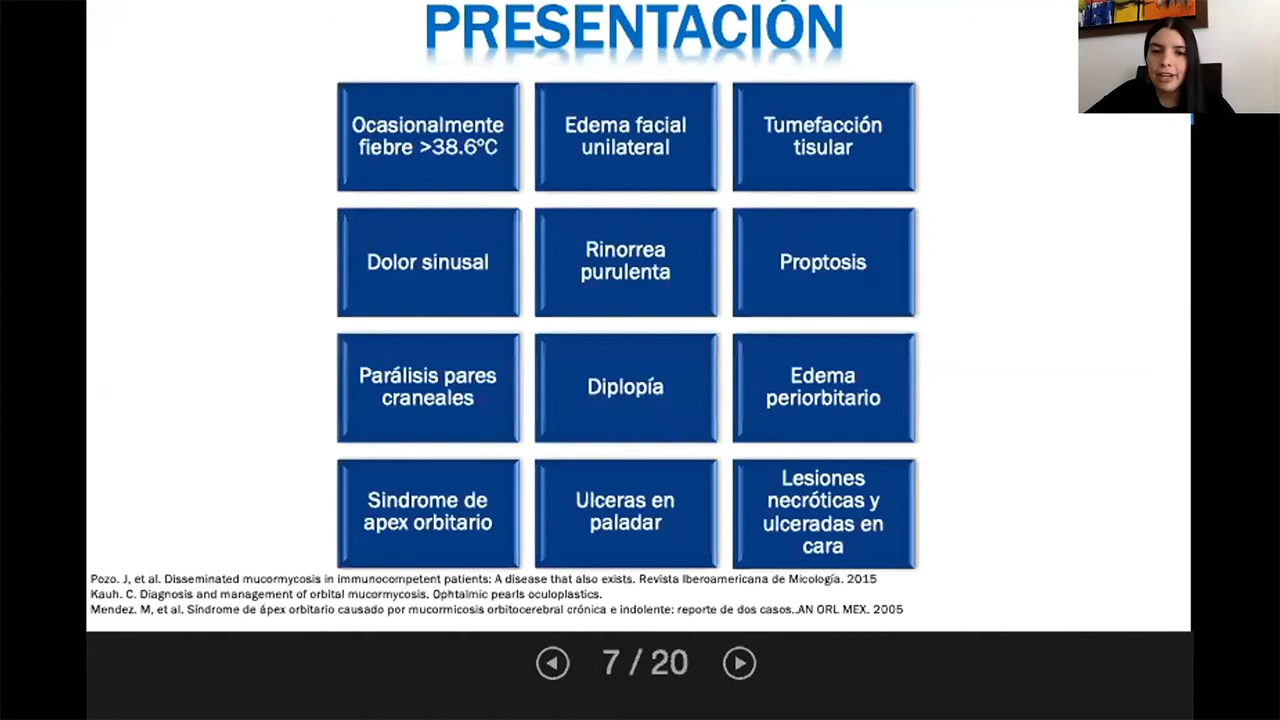 PRESENTACIÓN
Ocasionalmente
fiebre >38.6ºC
Edema facial
unilateral
Tumefacción
tisular
Dolor sinusal
Rinorrea
purulenta
Proptosis
Parálisis pares
craneales
Diplopía
Edema
periorbitario
Sindrome de
apex orbitario
Ulceras en
paladar
Lesiones
necróticas y
ulceradas en
cara
Pozo. J, et al. Disseminated mucormycosis in immunocompetent patients: A disease that also exists. Revista Iberoamericana de Micología. 2015
Kauh. C. Diagnosis and management of orbital mucormycosis. Ophtalmic pearls oculoplastics.
Mendez. M, et al. Síndrome de ápex orbitario causado por mucormicosis orbitocerebral crónica e indolente: reporte de dos casos..AN ORL MEX. 2005
7 / 20